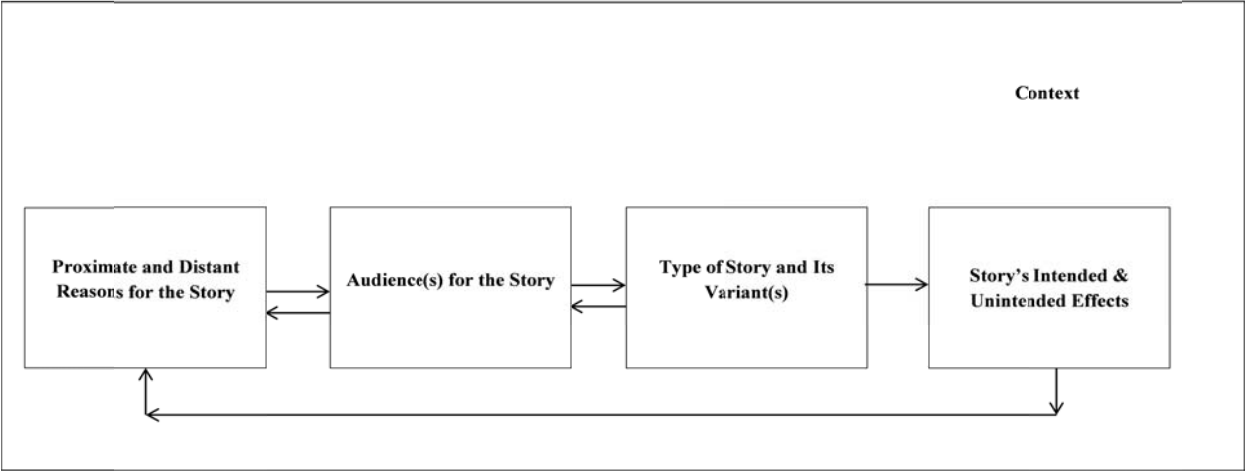 Context
Proximate and Distant
Reasons for the Story
Audience(s) for the Story
Type of Story and Its
Variant(s)
Story’s Intended &
Unintended Effects